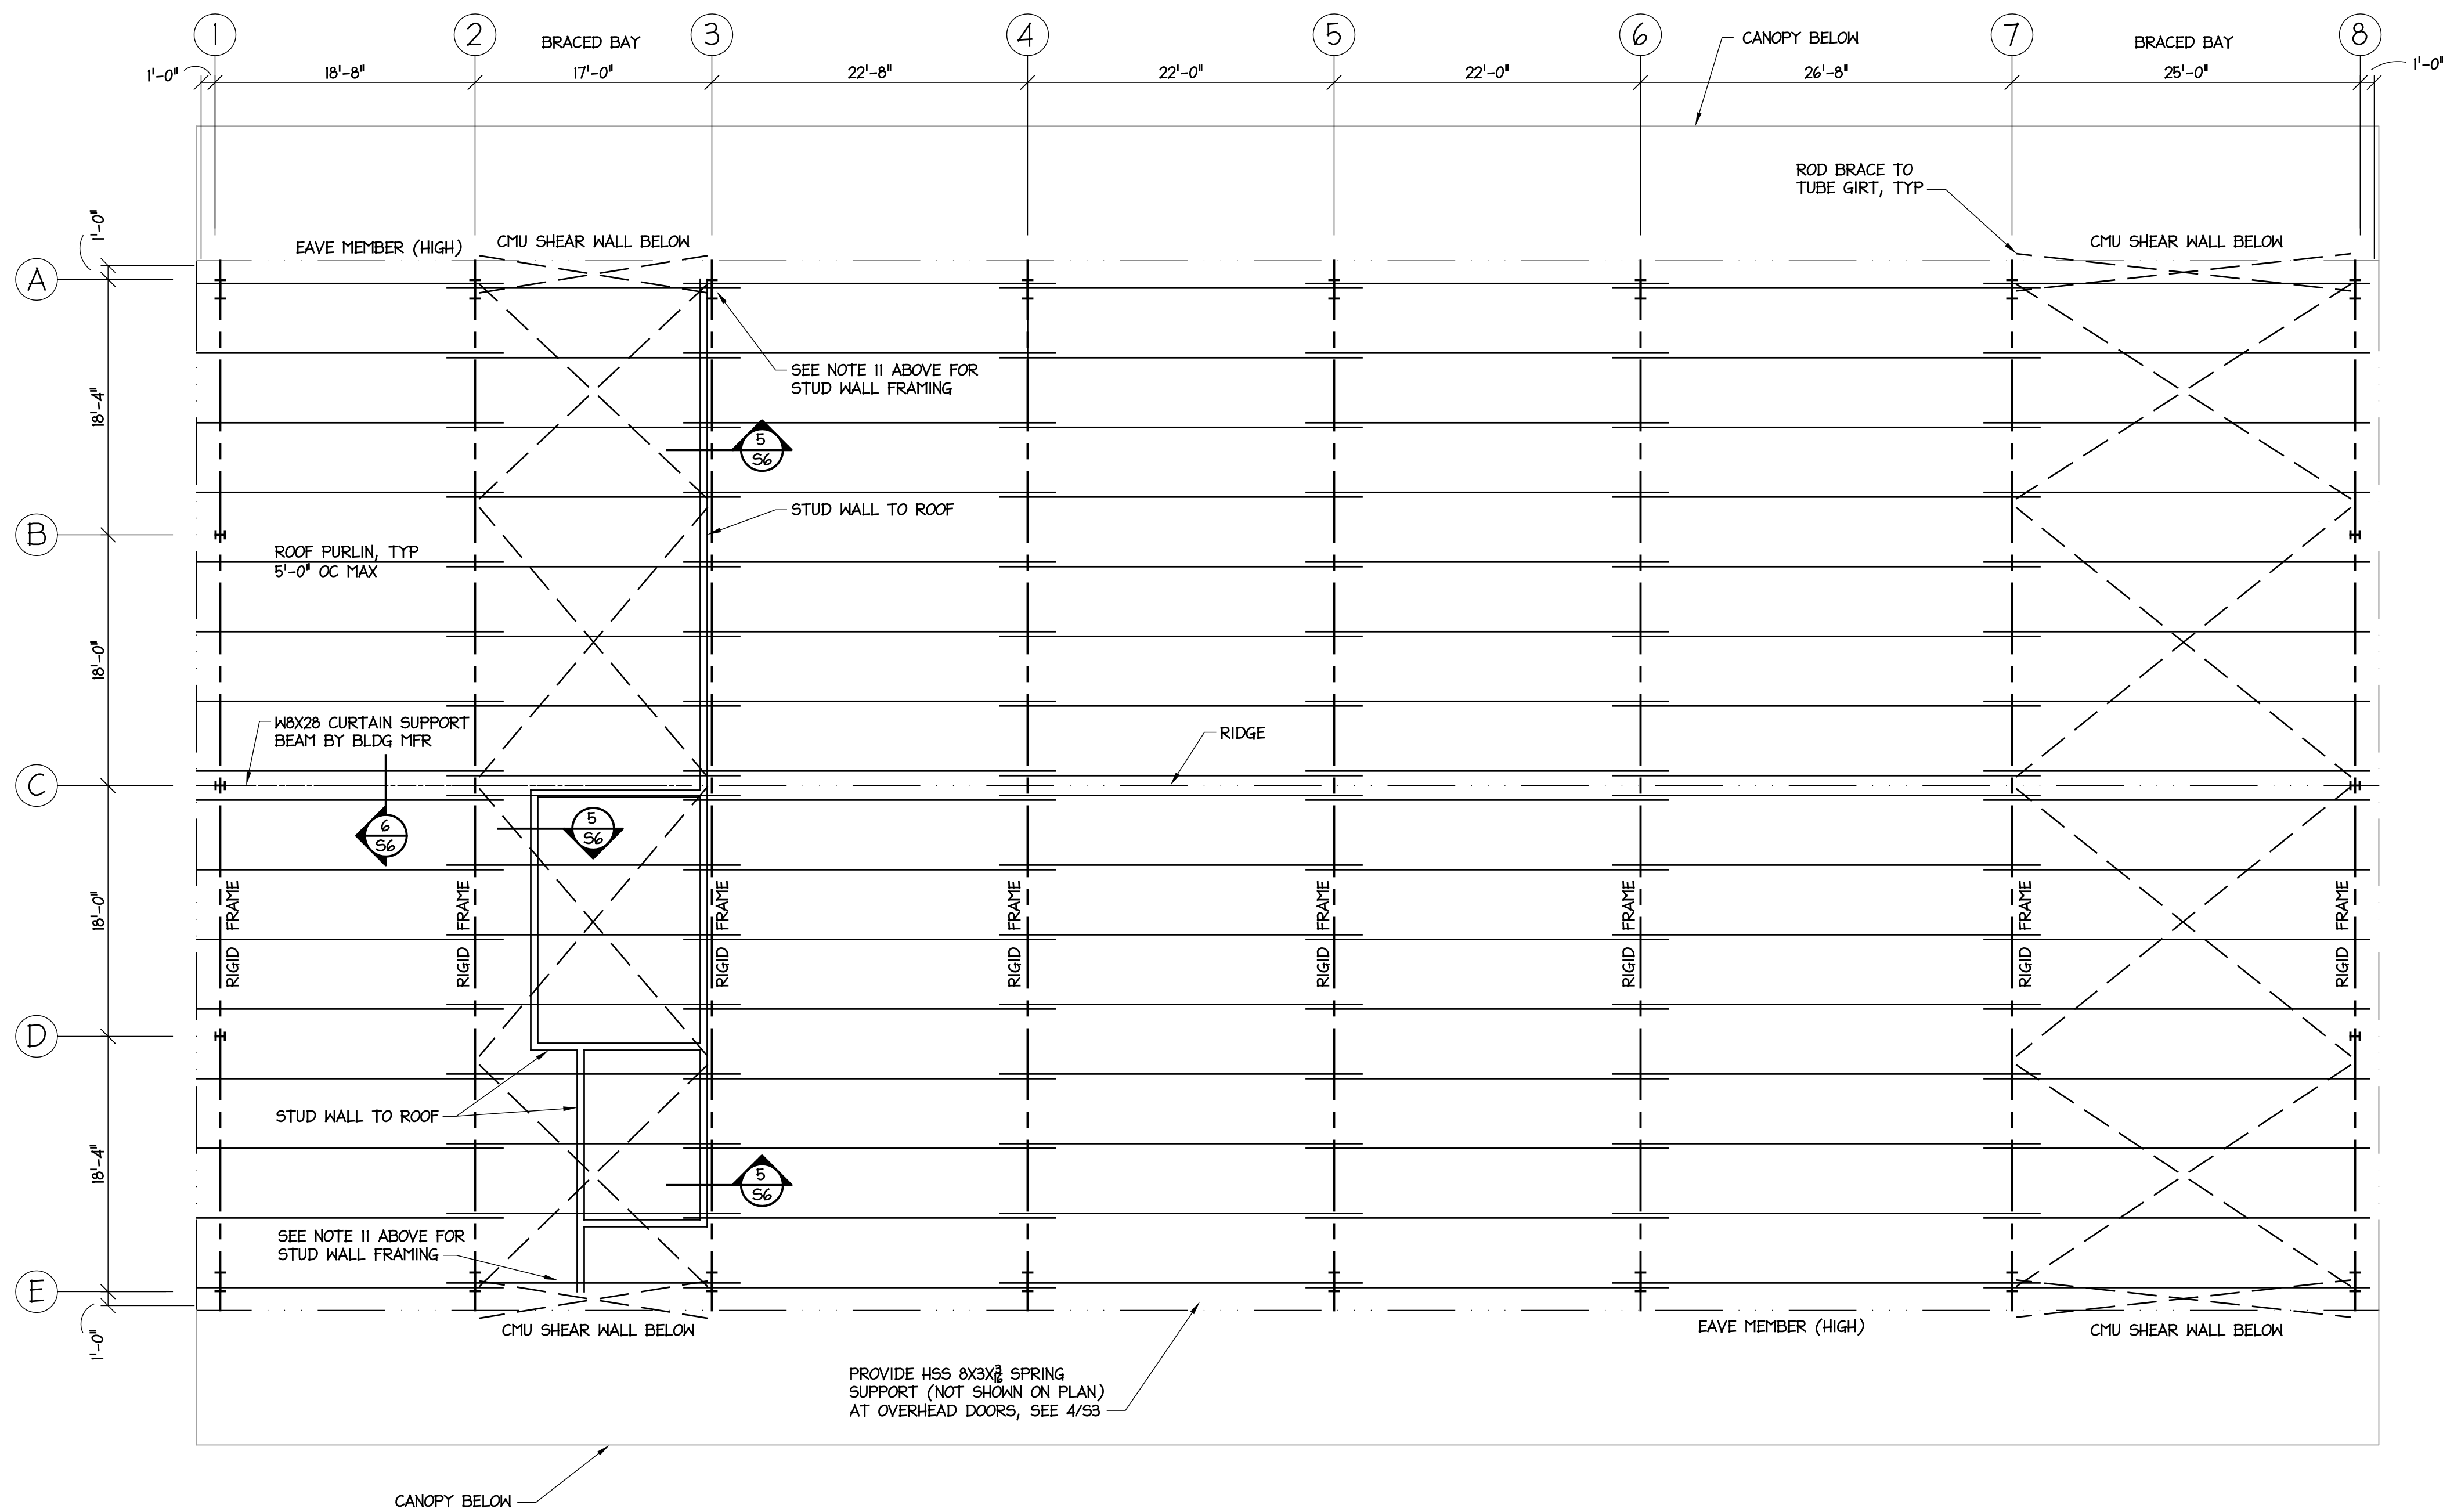 1 2 3 4 5 6 7 8
BRACED BAY
CANOPY BELOW
BRACED BAY
1'-0" 18'-8" 17'-0" 22'-8" 22'-0" 22'-0" 26'-8" 25'-0" 1'-0"
ROD BRACE TO
TUBE GIRT, TYP
1'-0"
EAVE MEMBER (HIGH)
CMU SHEAR WALL BELOW
CMU SHEAR WALL BELOW
A
SEE NOTE 11 ABOVE FOR
STUD WALL FRAMING
18'-4"
5
S6
STUD WALL TO ROOF
B
ROOF PURLIN, TYP
5'-0" OC MAX
18'-0"
W8X28 CURTAIN SUPPORT
BEAM BY BLDG MFR
RIDGE
C
6
S6
5
S6
18'-0"
RIGID FRAME
RIGID FRAME
RIGID FRAME
RIGID FRAME
RIGID FRAME
RIGID FRAME
RIGID FRAME
RIGID FRAME
D
STUD WALL TO ROOF
18'-4"
5
S6
SEE NOTE 11 ABOVE FOR
STUD WALL FRAMING
E
1'-0"
CMU SHEAR WALL BELOW
EAVE MEMBER (HIGH)
CMU SHEAR WALL BELOW
PROVIDE HSS 8X3X3/16 SPRING
SUPPORT (NOT SHOWN ON PLAN)
AT OVERHEAD DOORS, SEE 4/S3
CANOPY BELOW